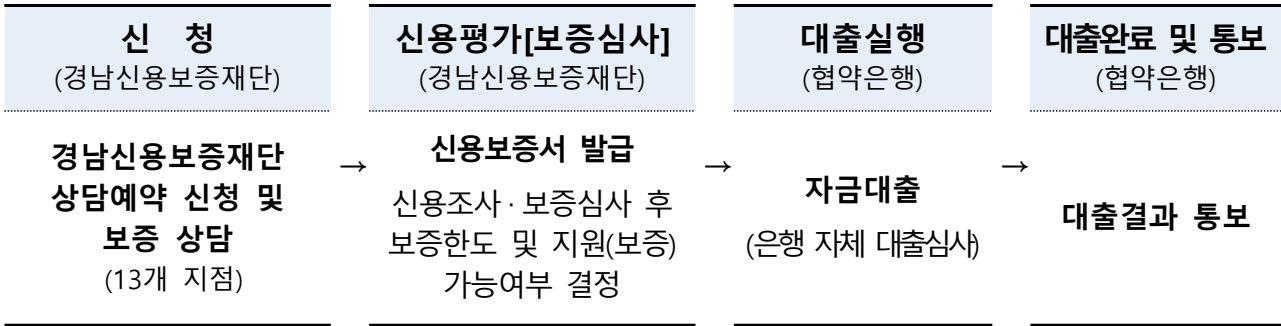 신 청
(경남신용보증재단)
경남신용보증재단
상담예약 신청 및
보증 상담
(13개 지점)
→
신용평가[보증심사]
(경남신용보증재단)
신용보증서 발급
신용조사 · 보증심사 후
보증한도 및 지원(보증)
가능여부 결정
→
대출실행
(협약은행)
자금대출
(은행 자체 대출심사)
→
대출완료 및 통보
(협약은행)
대출결과 통보